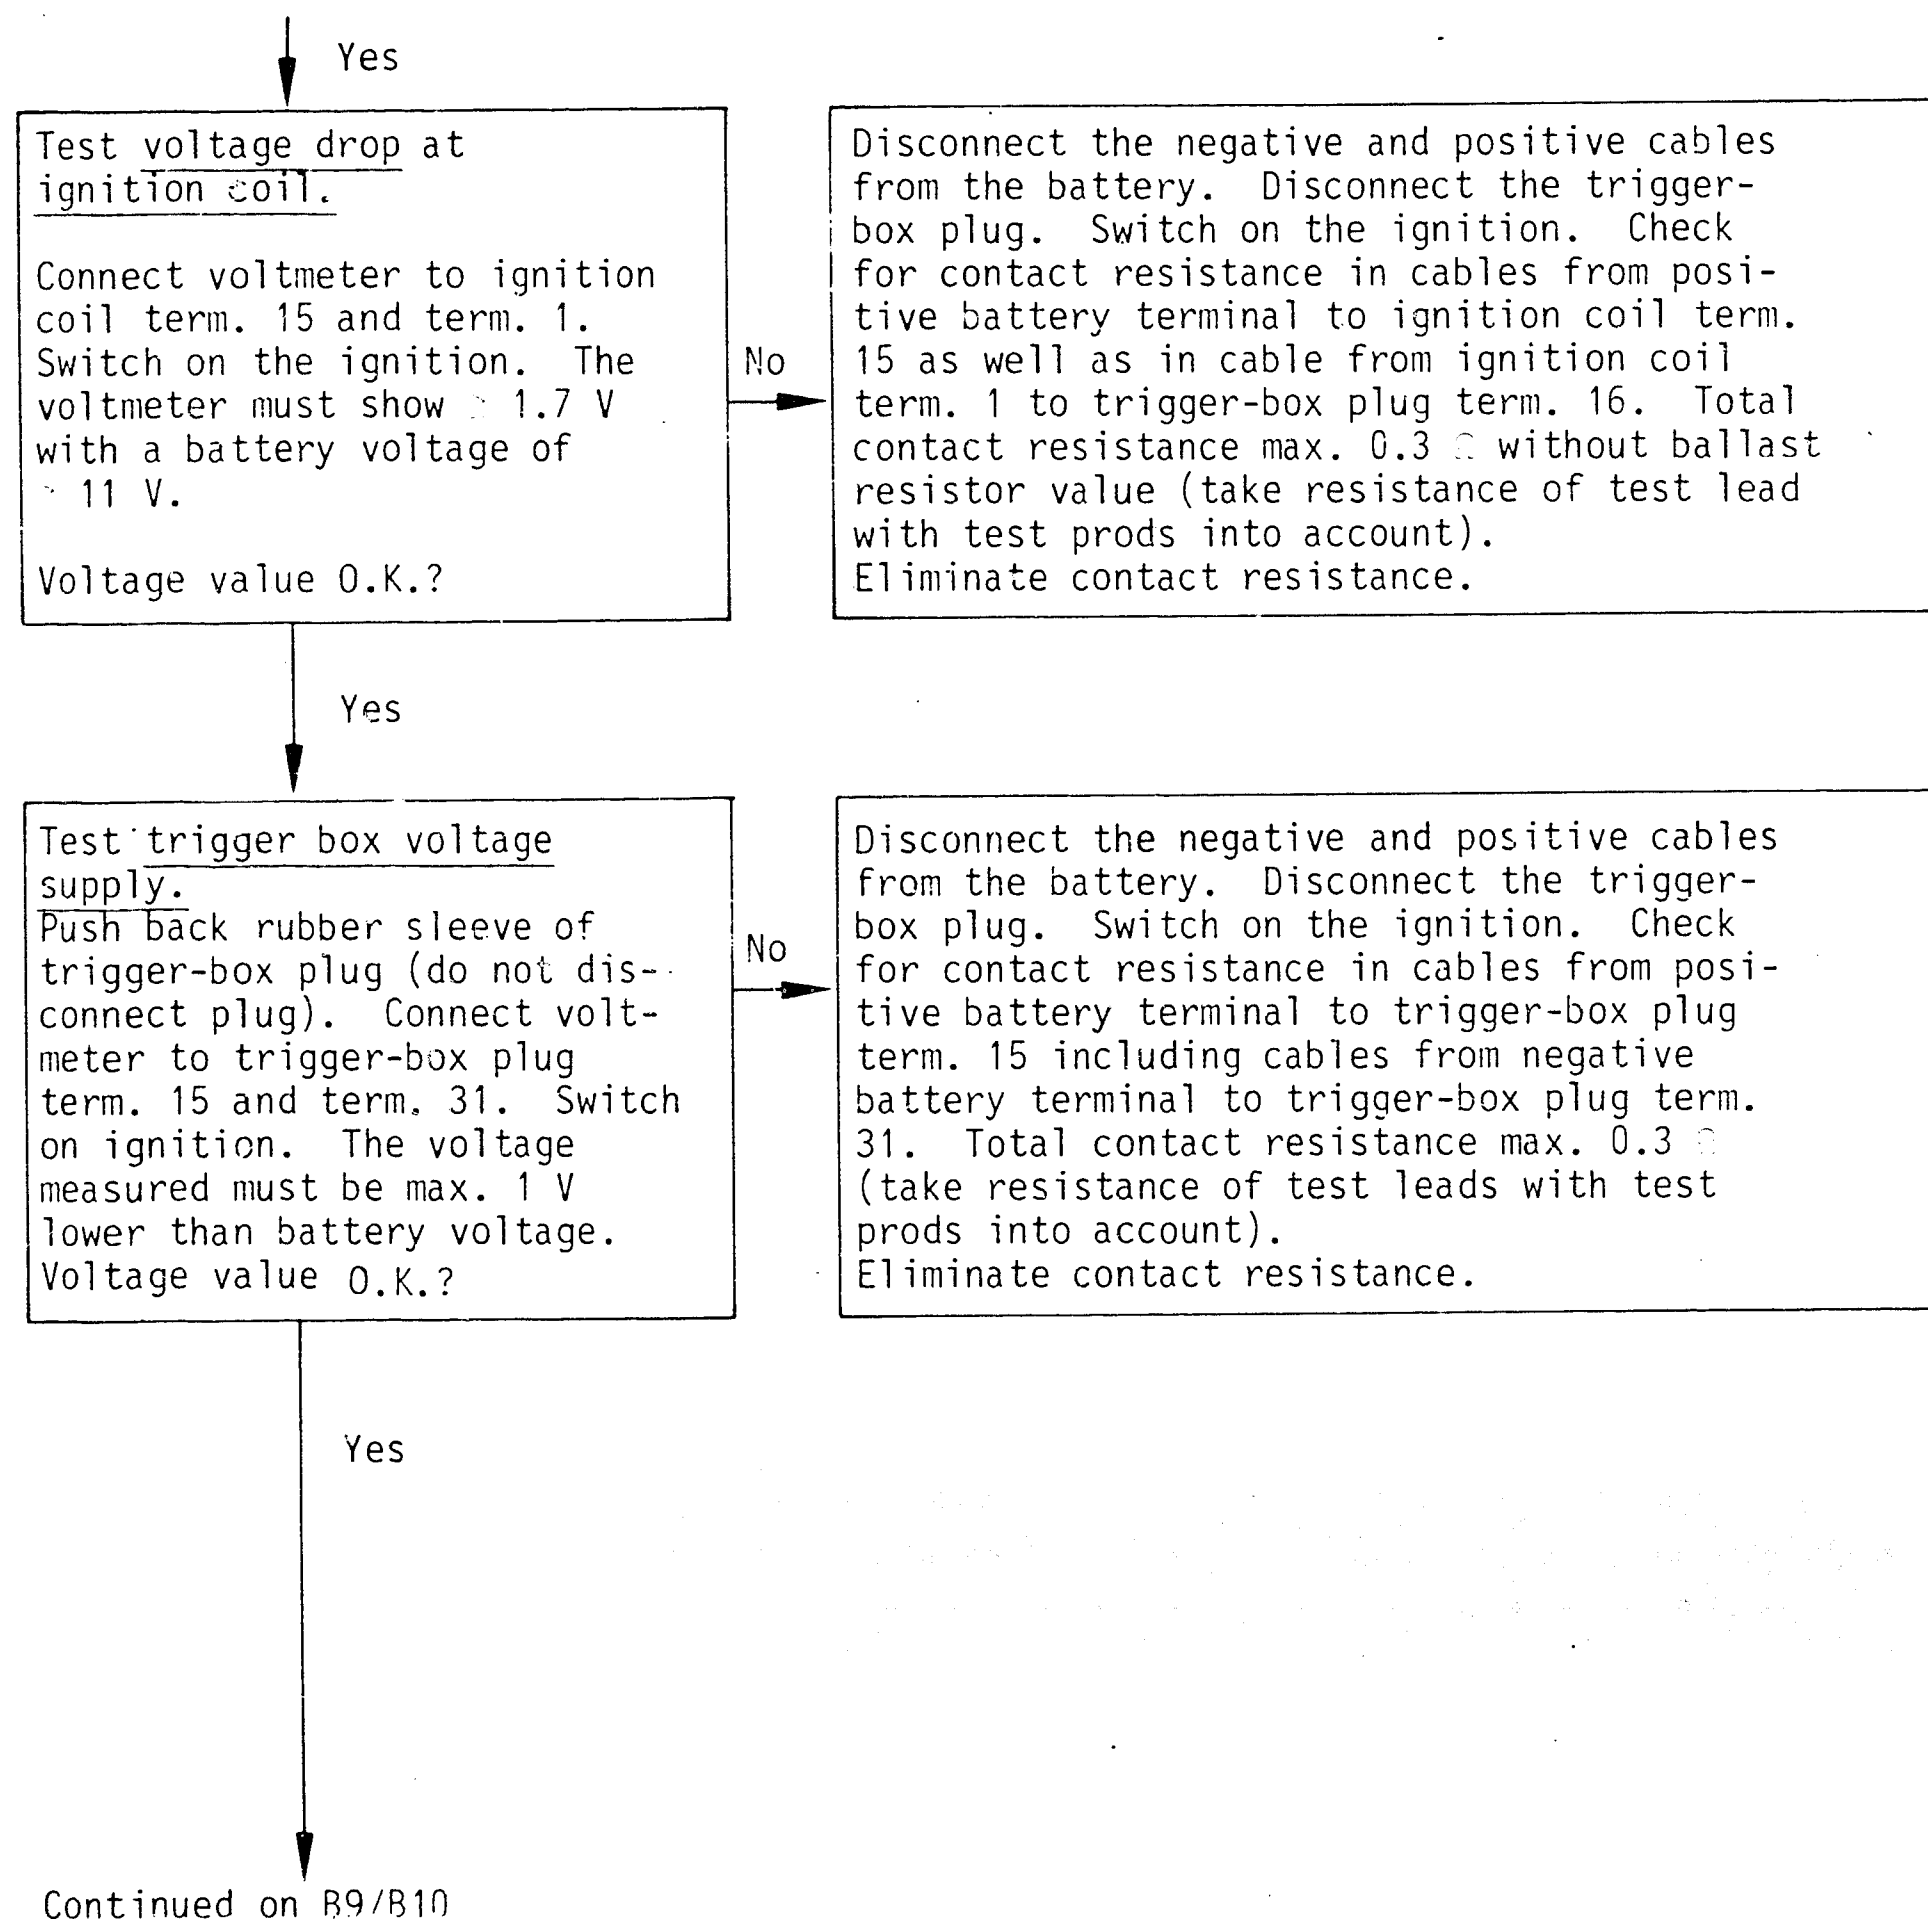 Yes
Test voltage drop at
ignition coil.
Connect voltmeter to ignition
coil term. 15 and term. 1.
Switch on the ignition. The
voltmeter must show 1.7 V
with a battery voltage of
11 V.
Voltage value O.K.?
No
Disconnect the negative and positive cables
from the battery. Disconnect the trigger-
box plug. Switch on the ignition. Check
for contact resistance in cables from posi-
tive battery terminal to ignition coil term.
15 as well as in cable from ignition coil
term. 1 to trigger-box plug term. 16. Total
contact resistance max. 0.3 Ω without ballast
resistor value (take resistance of test lead
with test prods into account).
Eliminate contact resistance.
Yes
Test trigger box voltage
supply.
Push back rubber sleeve of
trigger-box plug (do not dis-
connect plug). Connect volt-
meter to trigger-box plug
term. 15 and term. 31. Switch
on ignition. The voltage
measured must be max. 1 V
lower than battery voltage.
Voltage value O.K.?
No
Disconnect the negative and positive cables
from the battery. Disconnect the trigger-
box plug. Switch on the ignition. Check
for contact resistance in cables from posi-
tive battery terminal to trigger-box plug
term. 15 including cables from negative
battery terminal to trigger-box plug term.
31. Total contact resistance max. 0.3 Ω
(take resistance of test leads with test
prods into account).
Eliminate contact resistance.
Yes
Continued on B9/B10